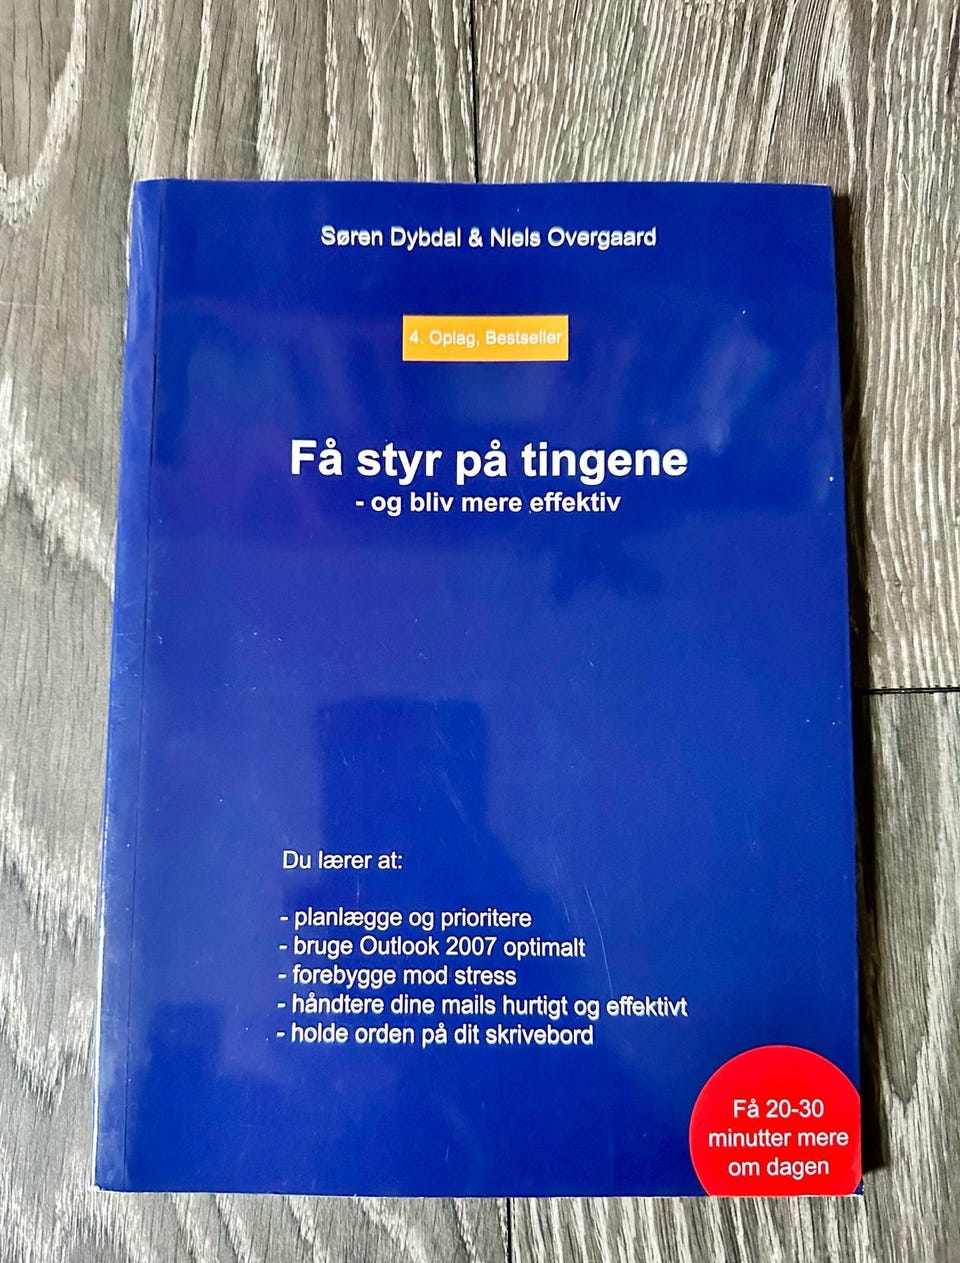 Søren Dybdal & Niels Overgaard
4. Oplag, Bestseller
Få styr på tingene
- og bliv mere effektiv
Du lærer at:
- planlægge og prioritere
- bruge Outlook 2007 optimalt
- forebygge mod stress
- håndtere dine mails hurtigt og effektivt
- holde orden på dit skrivebord
Få 20-30
minutter mere
om dagen